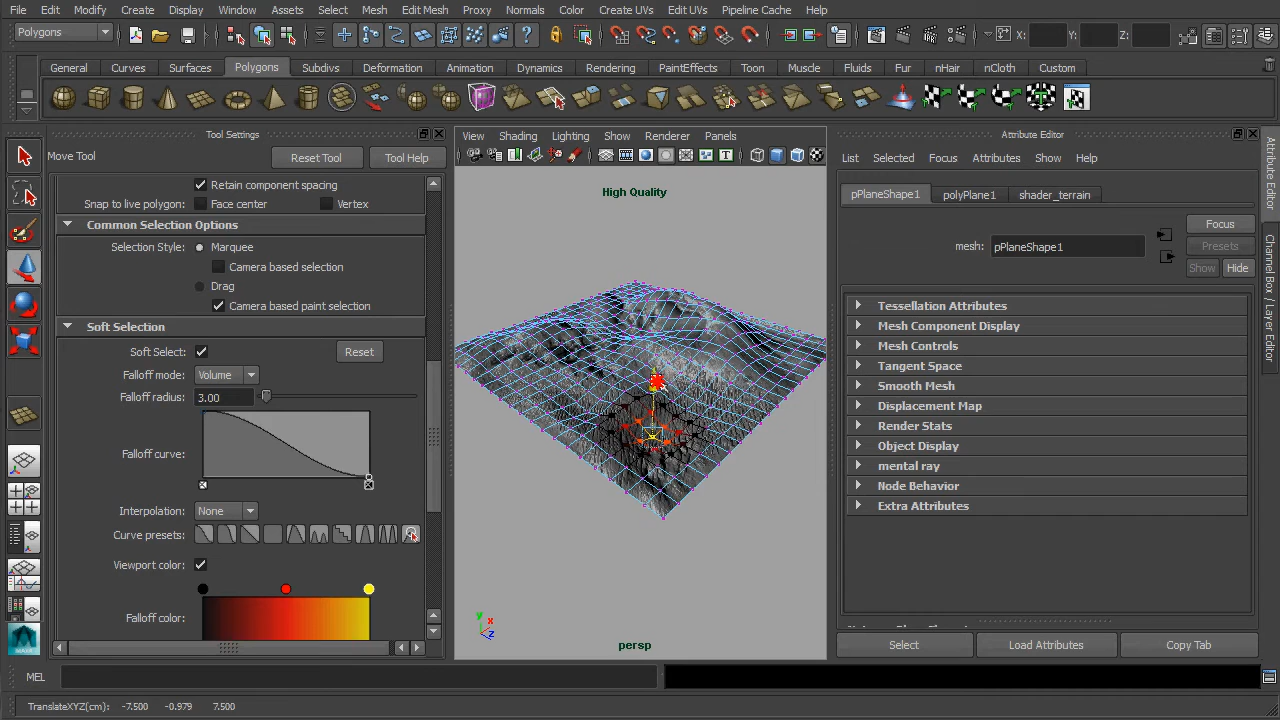 File Edit Modify Create Display Window Assets Select Mesh Edit Mesh Proxy Normals Color Create UVs Edit UVs Pipeline Cache Help
Polygons
X: Y: Z:
General Curves Surfaces Polygons Subdivs Deformation Animation Dynamics Rendering PaintEffects Toon Muscle Fluids Fur nHair nCloth Custom
Tool Settings
Move Tool
Reset Tool
Tool Help
Retain component spacing
Snap to live polygon: Face center Vertex
Common Selection Options
Selection Style: Marquee
Camera based selection
Drag
Camera based paint selection
Soft Selection
Soft Select: Reset
Falloff mode: Volume
Falloff radius: 3.00
Falloff curve:
Interpolation: None
Curve presets:
Viewport color:
Falloff color:
View Shading Lighting Show Renderer Panels
High Quality
y x z
persp
Attribute Editor
List Selected Focus Attributes Show Help
pPlaneShape1 polyPlane1 shader_terrain
Focus
mesh: pPlaneShape1
Presets
Show Hide
Tessellation Attributes
Mesh Component Display
Mesh Controls
Tangent Space
Smooth Mesh
Displacement Map
Render Stats
Object Display
mental ray
Node Behavior
Extra Attributes
Select Load Attributes Copy Tab
Attribute Editor
Channel Box / Layer Editor
MEL
TranslateXYZ(cm): -7.500 -0.979 7.500